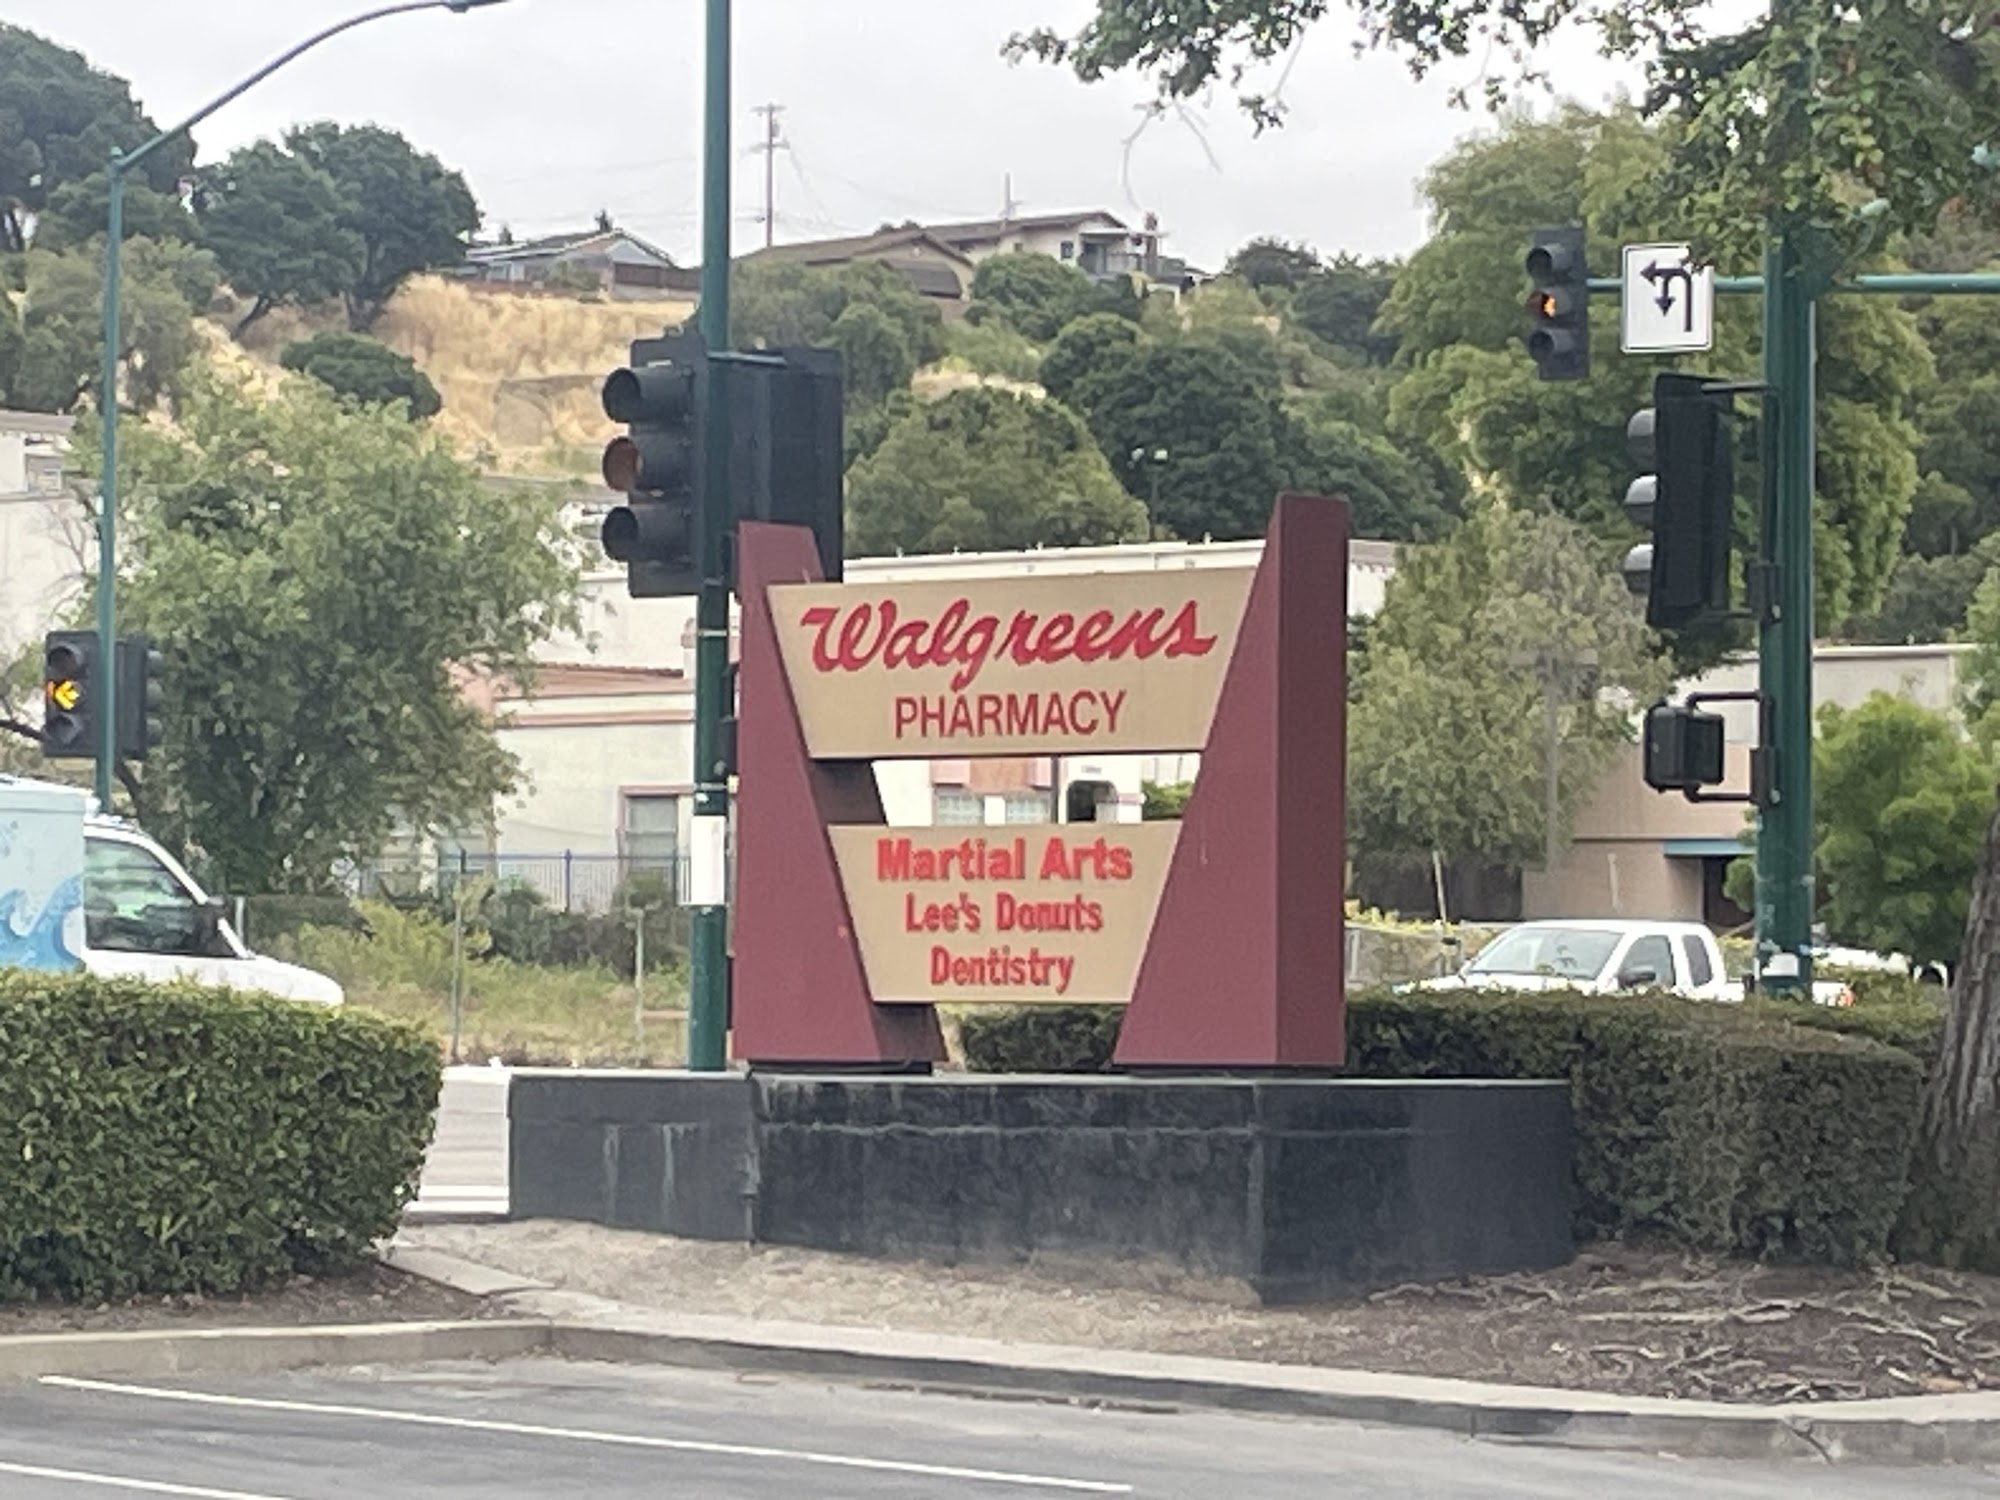 Walgreens
PHARMACY
Martial Arts
Lee's Donuts
Dentistry